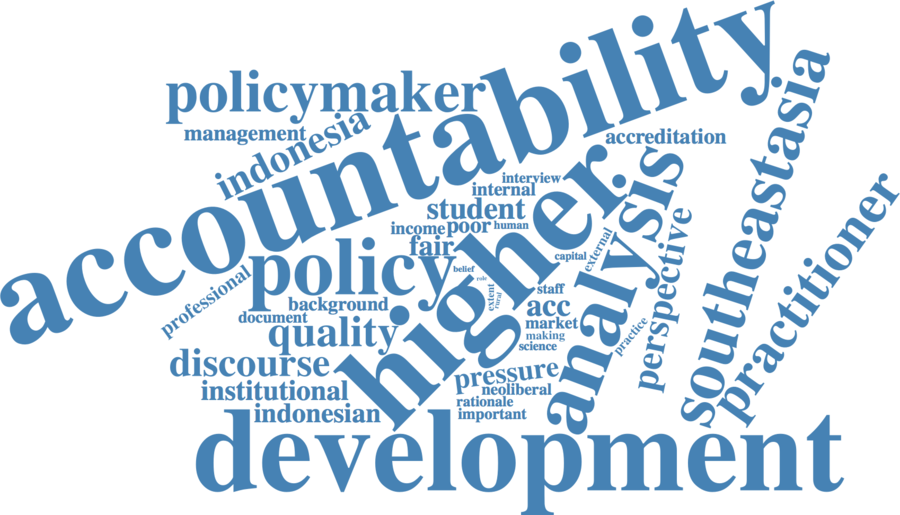 accountability
policymaker
management
indonesia
accreditation
southeastasia
practitioner
analysis
perspective
higher
interview
internal
student
income
poor
human
fair
policy
belief
role
capital
external
extent
rural
staff
acc
market
making
science
practice
professional
background
document
quality
discourse
institutional
indonesian
pressure
neoliberal
rationale
important
development